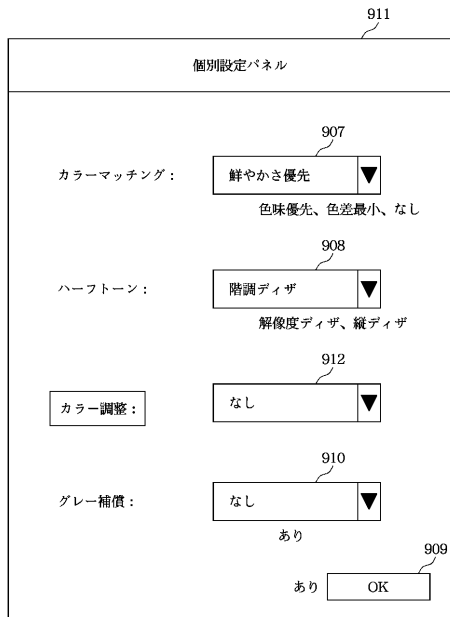 911
個別設定パネル
907
カラーマッチング：
鮮やかさ優先
▼
色味優先、色差最小、なし
908
ハーフトーン：
階調ディザ
▼
解像度ディザ、縦ディザ
912
カラー調整：
なし
▼
910
グレー補償：
なし
▼
あり
909
あり
OK